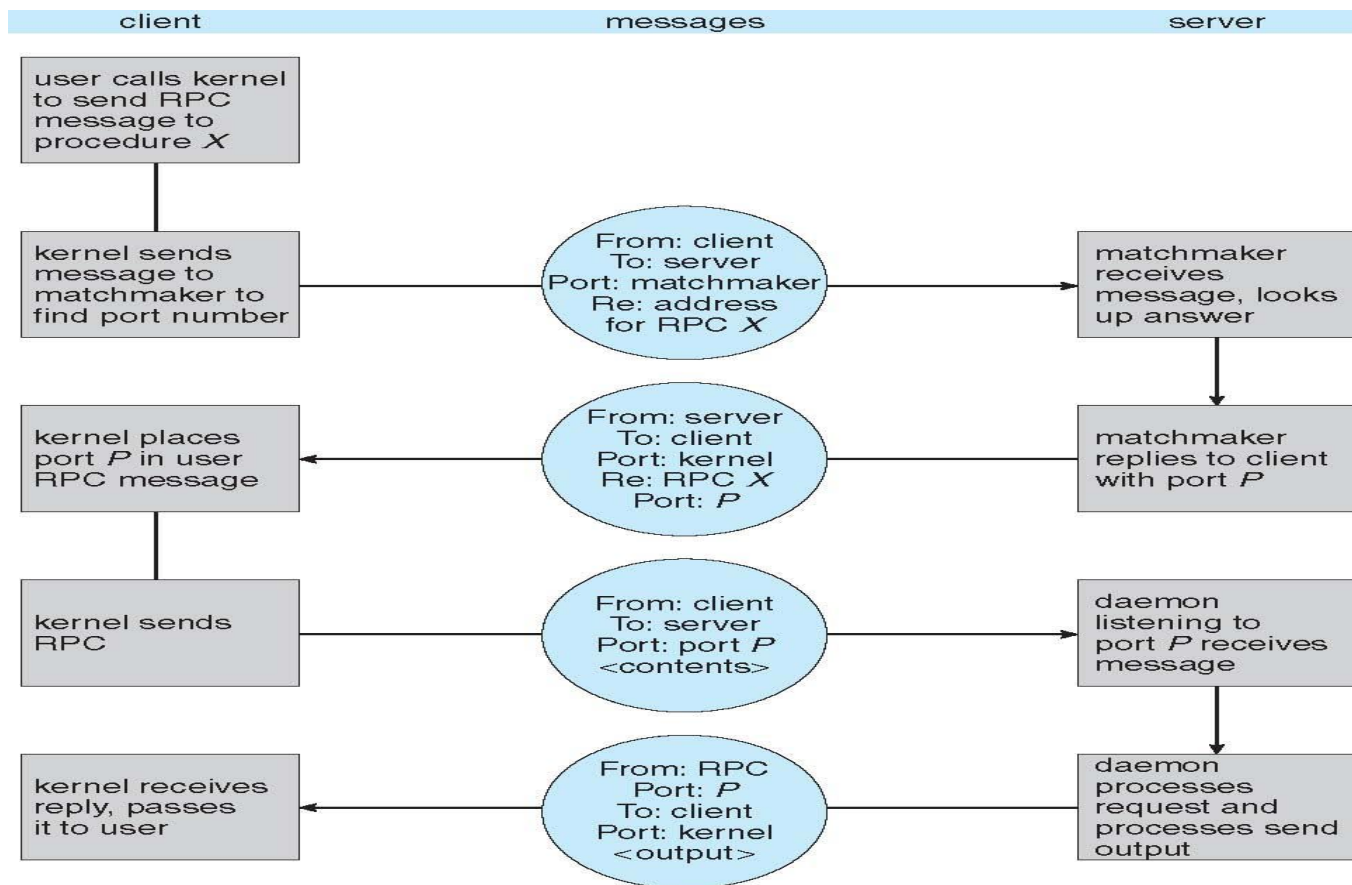 client
messages
server
user calls kernel
to send RPC
message to
procedure X
kernel sends
message to
matchmaker to
find port number
From: client
To: server
Port: matchmaker
Re: address
for RPC X
matchmaker
receives
message, looks
up answer
kernel places
port P in user
RPC message
From: server
To: client
Port: kernel
Re: RPC X
Port: P
matchmaker
replies to client
with port P
kernel sends
RPC
From: client
To: server
Port: port P
<contents>
daemon
listening to
port P receives
message
kernel receives
reply, passes
it to user
From: RPC
Port: P
To: client
Port: kernel
<output>
daemon
processes
request and
processes send
output